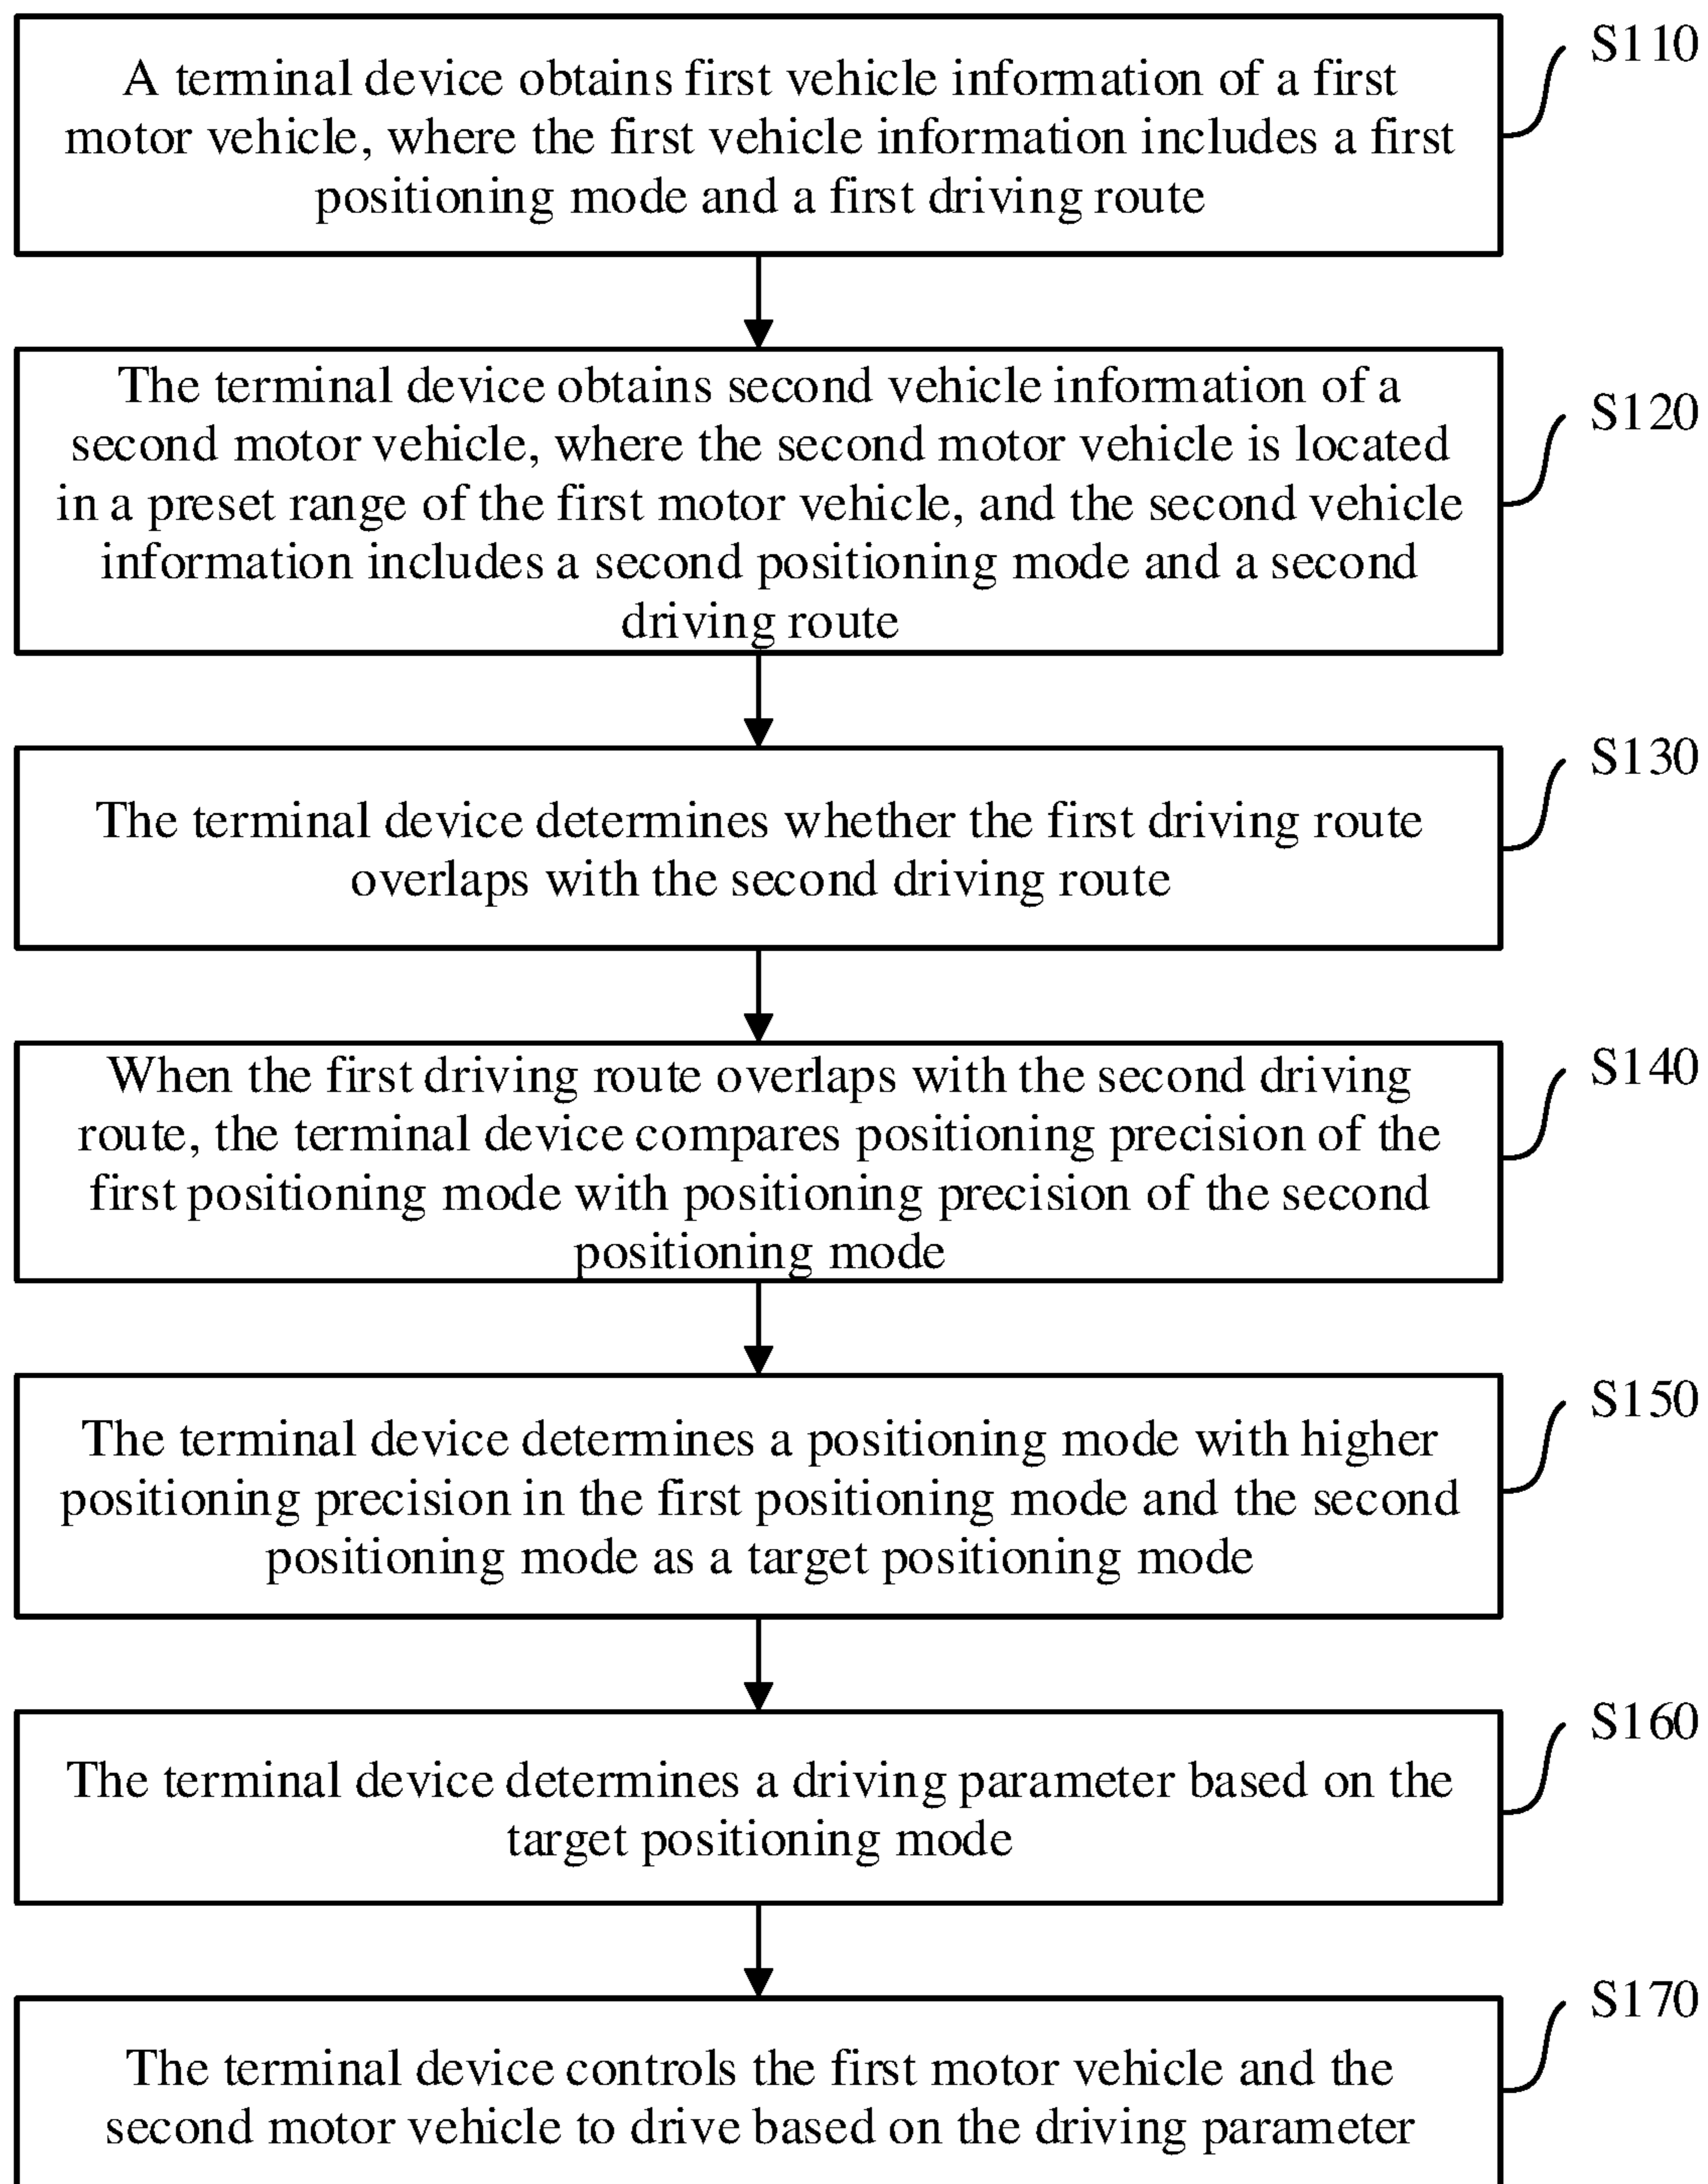 A terminal device obtains first vehicle information of a first
motor vehicle, where the first vehicle information includes a first
positioning mode and a first driving route
S110
The terminal device obtains second vehicle information of a
second motor vehicle, where the second motor vehicle is located
in a preset range of the first motor vehicle, and the second vehicle
information includes a second positioning mode and a second
driving route
S120
The terminal device determines whether the first driving route
overlaps with the second driving route
S130
When the first driving route overlaps with the second driving
route, the terminal device compares positioning precision of the
first positioning mode with positioning precision of the second
positioning mode
S140
The terminal device determines a positioning mode with higher
positioning precision in the first positioning mode and the second
positioning mode as a target positioning mode
S150
The terminal device determines a driving parameter based on the
target positioning mode
S160
The terminal device controls the first motor vehicle and the
second motor vehicle to drive based on the driving parameter
S170